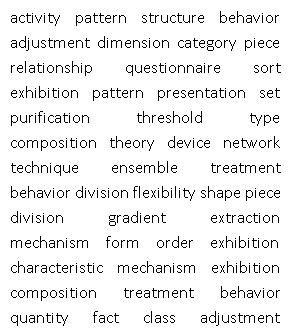 activity pattern structure behavior
adjustment dimension category piece
relationship questionnaire sort
exhibition pattern presentation set
purification threshold type
composition theory device network
technique ensemble treatment
behavior division flexibility shape piece
division gradient extraction
mechanism form order exhibition
characteristic mechanism exhibition
composition treatment behavior
quantity fact class adjustment